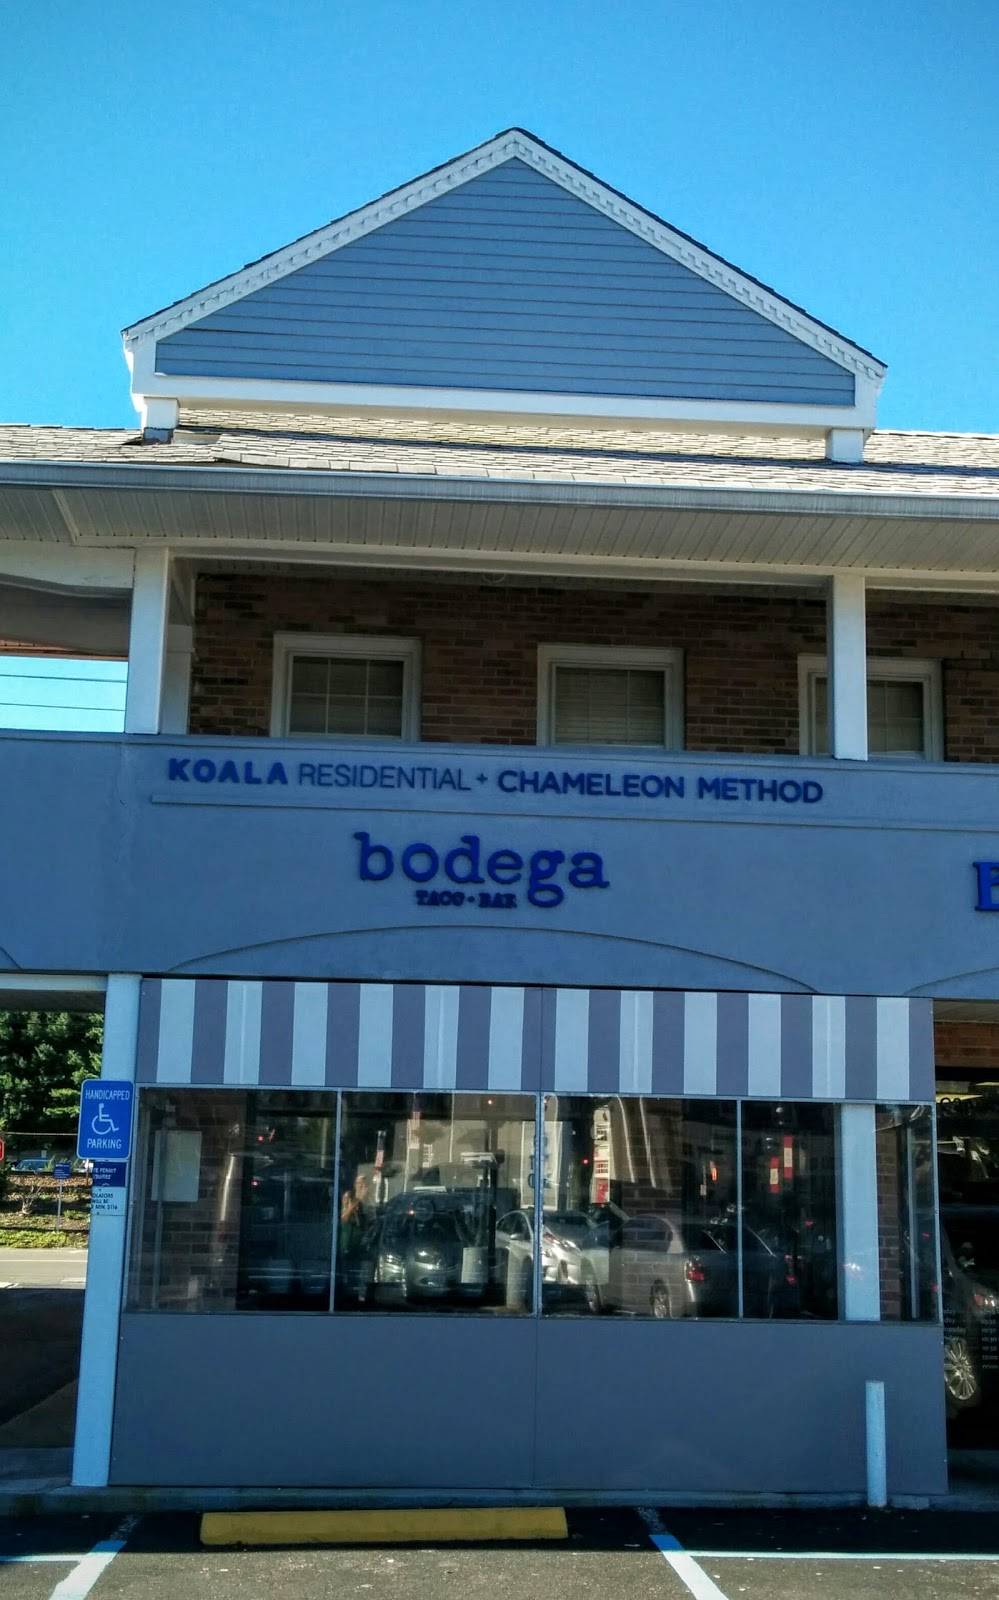 KOALA RESIDENTIAL + CHAMELEON METHOD
bodega
TACO • BAR
B
HANDICAPPED
PARKING